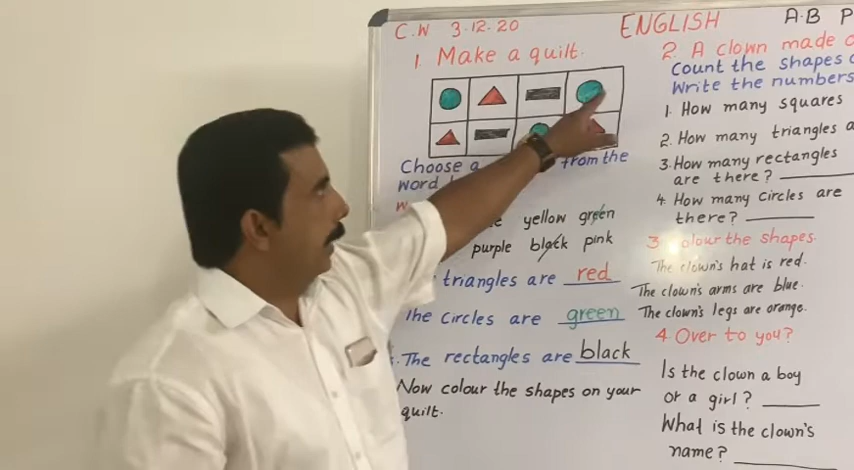 C.W 3.12.20
ENGLISH
A.B P
1 Make a quilt.
Choose a from the
word
yellow green
purple black pink
triangles are red
The circles are green
The rectangles are black
Now colour the shapes on your
quilt.
2. A clown made
Count the shapes
Write the numbers
1. How many squares
2. How many triangles a
3. How many rectangles
are there?
4. How many circles are
there?
3 olour the shapes.
The clown's hat is red.
The clown's arms are blue.
The clown's legs are orange.
4 Over to you?
Is the clown a boy
or a girl?
What is the clown's
name?